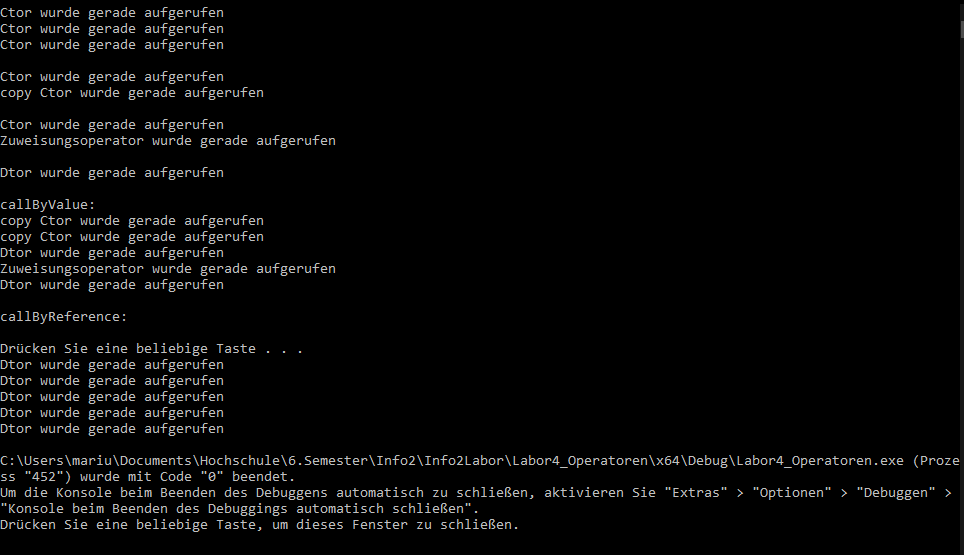 Ctor wurde gerade aufgerufen
Ctor wurde gerade aufgerufen
Ctor wurde gerade aufgerufen
Ctor wurde gerade aufgerufen
copy Ctor wurde gerade aufgerufen
Ctor wurde gerade aufgerufen
Zuweisungsoperator wurde gerade aufgerufen
Dtor wurde gerade aufgerufen
callByValue:
copy Ctor wurde gerade aufgerufen
copy Ctor wurde gerade aufgerufen
Dtor wurde gerade aufgerufen
Zuweisungsoperator wurde gerade aufgerufen
Dtor wurde gerade aufgerufen
callByReference:
Drücken Sie eine beliebige Taste . . .
Dtor wurde gerade aufgerufen
Dtor wurde gerade aufgerufen
Dtor wurde gerade aufgerufen
Dtor wurde gerade aufgerufen
Dtor wurde gerade aufgerufen
C:\Users\mariu\Documents\Hochschule\6.Semester\Info2\Info2Labor\Labor4_Operatoren\x64\Debug\Labor4_Operatoren.exe (Proze
ss "452") wurde mit Code "0" beendet.
Um die Konsole beim Beenden des Debuggens automatisch zu schließen, aktivieren Sie "Extras" > "Optionen" > "Debuggen" >
"Konsole beim Beenden des Debuggings automatisch schließen".
Drücken Sie eine beliebige Taste, um dieses Fenster zu schließen.